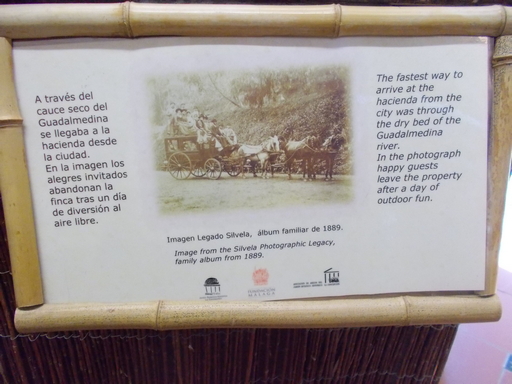 A través del
cauce seco del
Guadalmedina
se llegaba a la
hacienda desde
la ciudad.
En la imagen los
alegres invitados
abandonan la
finca tras un día
de diversión al
aire libre.
The fastest way to
arrive at the
hacienda from the
city was through
the dry bed of the
Guadalmedina
river.
In the photograph
happy guests
leave the property
after a day of
outdoor fun.
Imagen Legado Silvela, álbum familiar de 1889.
Image from the Silvela Photographic Legacy,
family album from 1889.
MÁLAGA